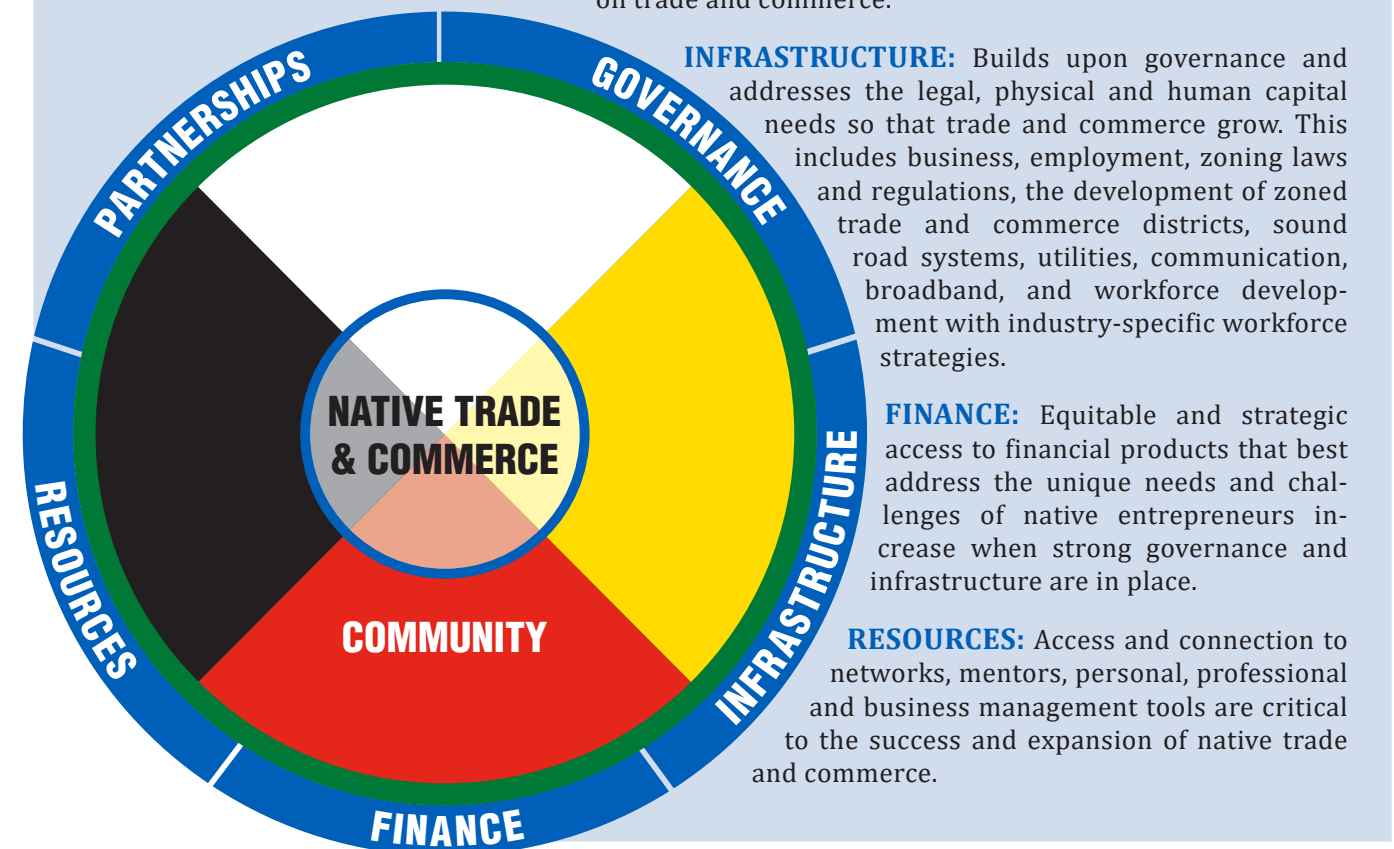 on trade and commerce.
PARTNERSHIPS
GOVERNANCE
INFRASTRUCTURE
FINANCE
RESOURCES
NATIVE TRADE
& COMMERCE
COMMUNITY
INFRASTRUCTURE: Builds upon governance and
addresses the legal, physical and human capital
needs so that trade and commerce grow. This
includes business, employment, zoning laws
and regulations, the development of zoned
trade and commerce districts, sound
road systems, utilities, communication,
broadband, and workforce develop-
ment with industry-specific workforce
strategies.
FINANCE: Equitable and strategic
access to financial products that best
address the unique needs and chal-
lenges of native entrepreneurs in-
crease when strong governance and
infrastructure are in place.
RESOURCES: Access and connection to
networks, mentors, personal, professional
and business management tools are critical
to the success and expansion of native trade
and commerce.